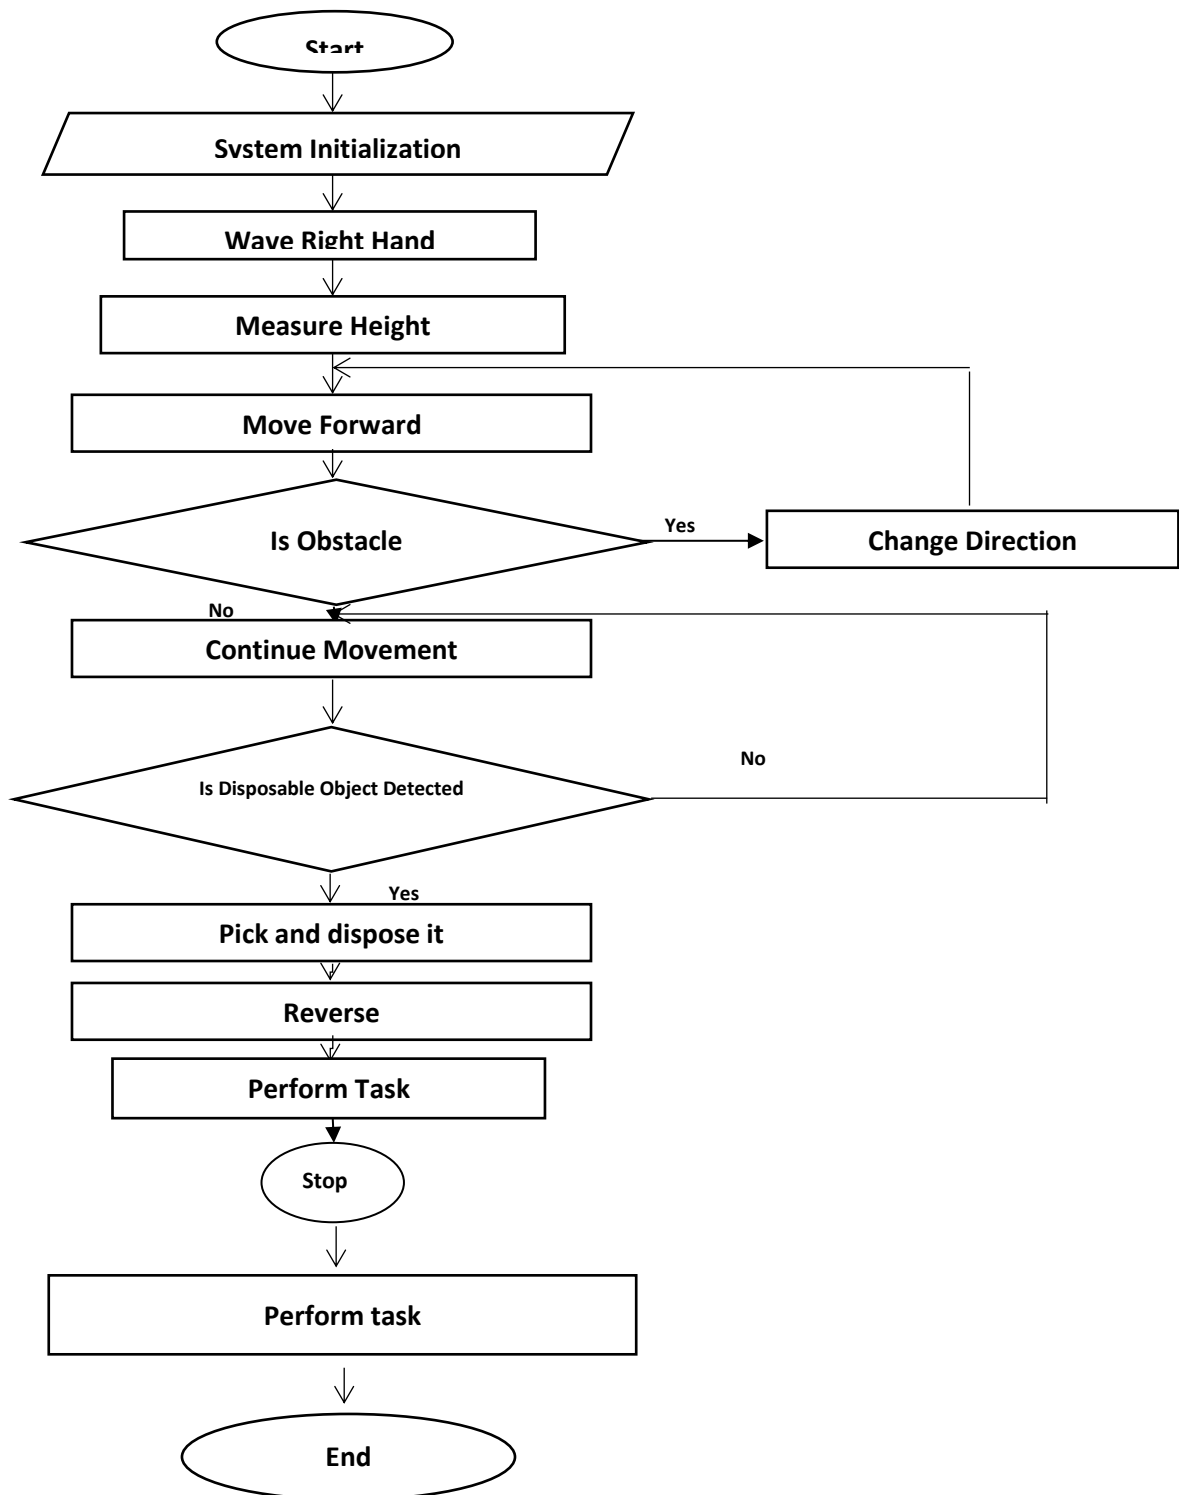 Start
System Initialization
Wave Right Hand
Measure Height
Move Forward
Is Obstacle
Yes
Change Direction
No
Continue Movement
Is Disposable Object Detected
No
Yes
Pick and dispose it
Reverse
Perform Task
Stop
Perform task
End